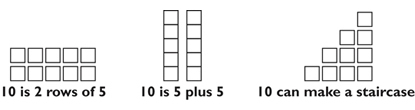 10 is 2 rows of 5
10 is 5 plus 5
10 can make a staircase